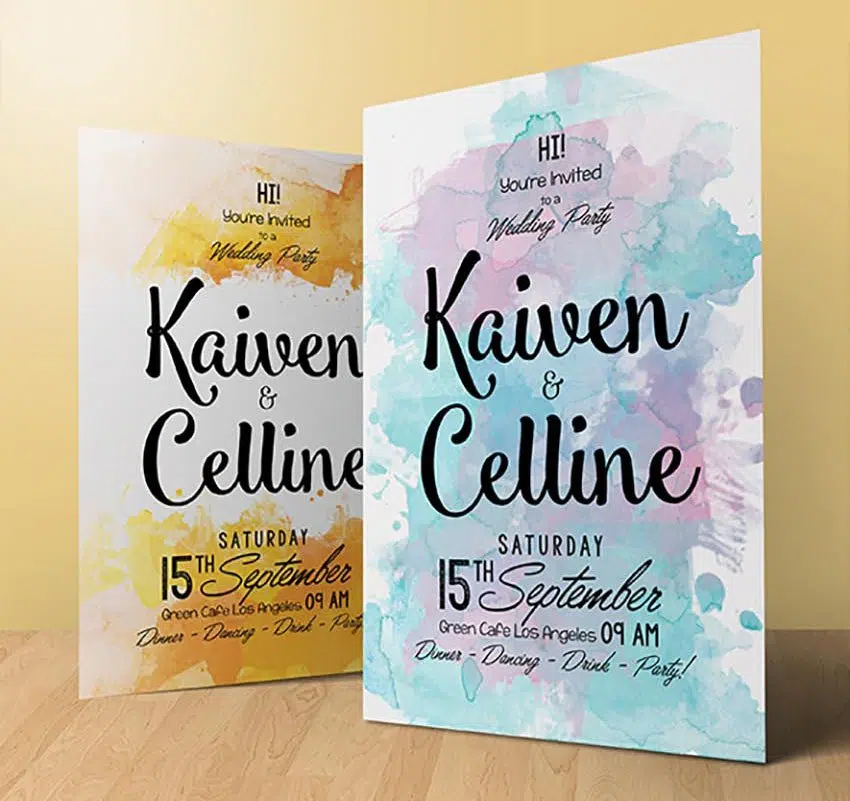 HI!
You're Invited
to a
Wedding Party
Kaiven
&
Celline
SATURDAY
15TH September
Green Cafe Los Angeles 09 AM
Dinner - Dancing - Drink - Party
HI!
You're Invited
to a
Wedding Party
Kaiven
&
Celline
SATURDAY
15TH September
Green Cafe Los Angeles 09 AM
Dinner - Dancing - Drink - Party!